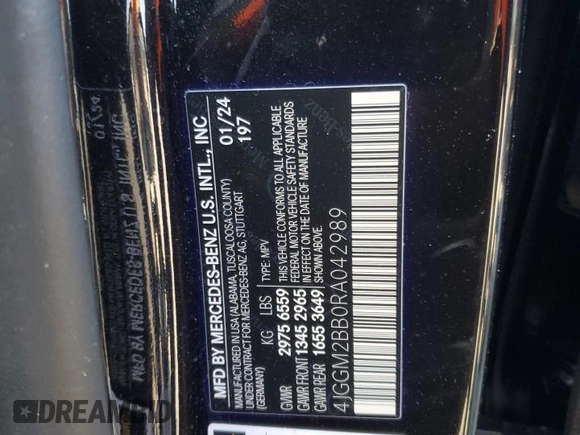 MFD BY MERCEDES-BENZ U.S. INTL., INC
MANUFACTURED IN USA (ALABAMA, TUSCALOOSA COUNTY)
UNDER CONTRACT FOR MERCEDES-BENZ AG, STUTTGART
(GERMANY)
01/24
197
KG LBS TYPE: MPV
GVWR 2975 6559 THIS VEHICLE CONFORMS TO ALL APPLICABLE
GAWR FRONT 1345 2965 FEDERAL MOTOR VEHICLE SAFETY STANDARDS
GAWR REAR 1655 3649 IN EFFECT ON THE DATE OF MANUFACTURE
SHOWN ABOVE.
4JGGM2BB0RA042989
DREAMBID